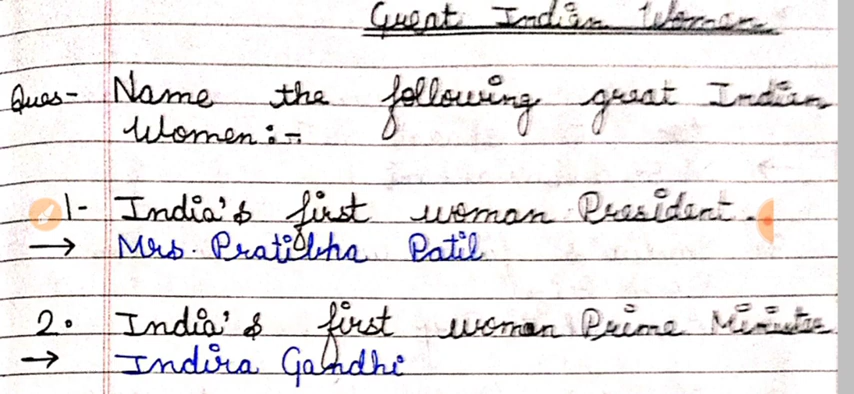 Great Indian Woman
Ques- Name the following great Indian
Women:-
1- India's first woman President.
→ Mrs. Pratibha Patil
2. India's first woman Prime Minister
→ Indira Gandhi